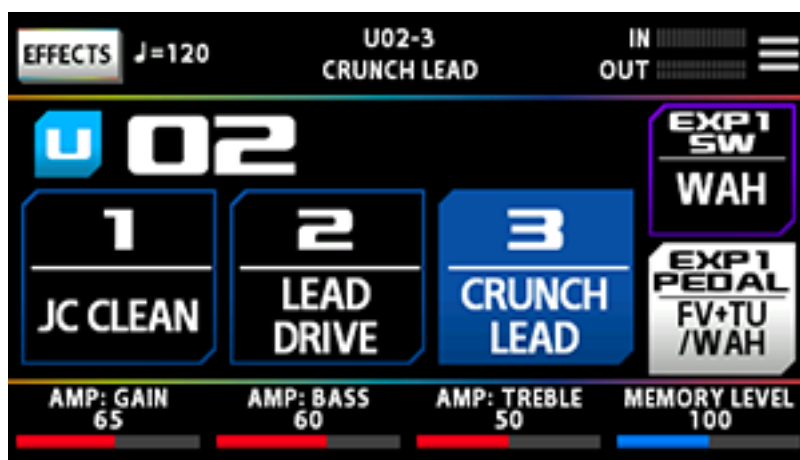 EFFECTS ♩=120
U02-3
CRUNCH LEAD
IN
OUT
U 02
EXP 1
SW
WAH
1
JC CLEAN
2
LEAD
DRIVE
3
CRUNCH
LEAD
EXP 1
PEDAL
FV+TU
/WAH
AMP: GAIN
65
AMP: BASS
60
AMP: TREBLE
50
MEMORY LEVEL
100